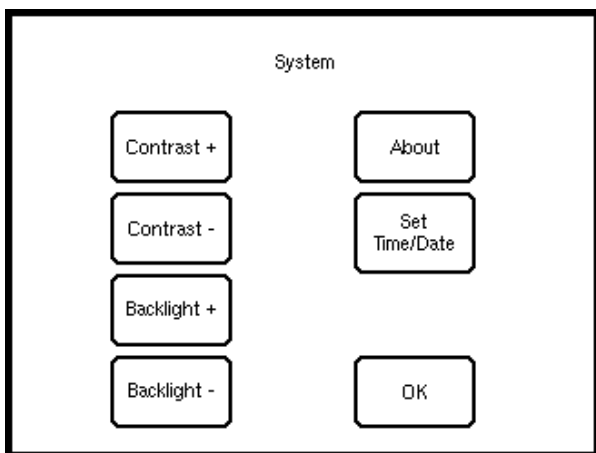 System
Contrast +
About
Contrast -
Set
Time/Date
Backlight +
Backlight -
OK